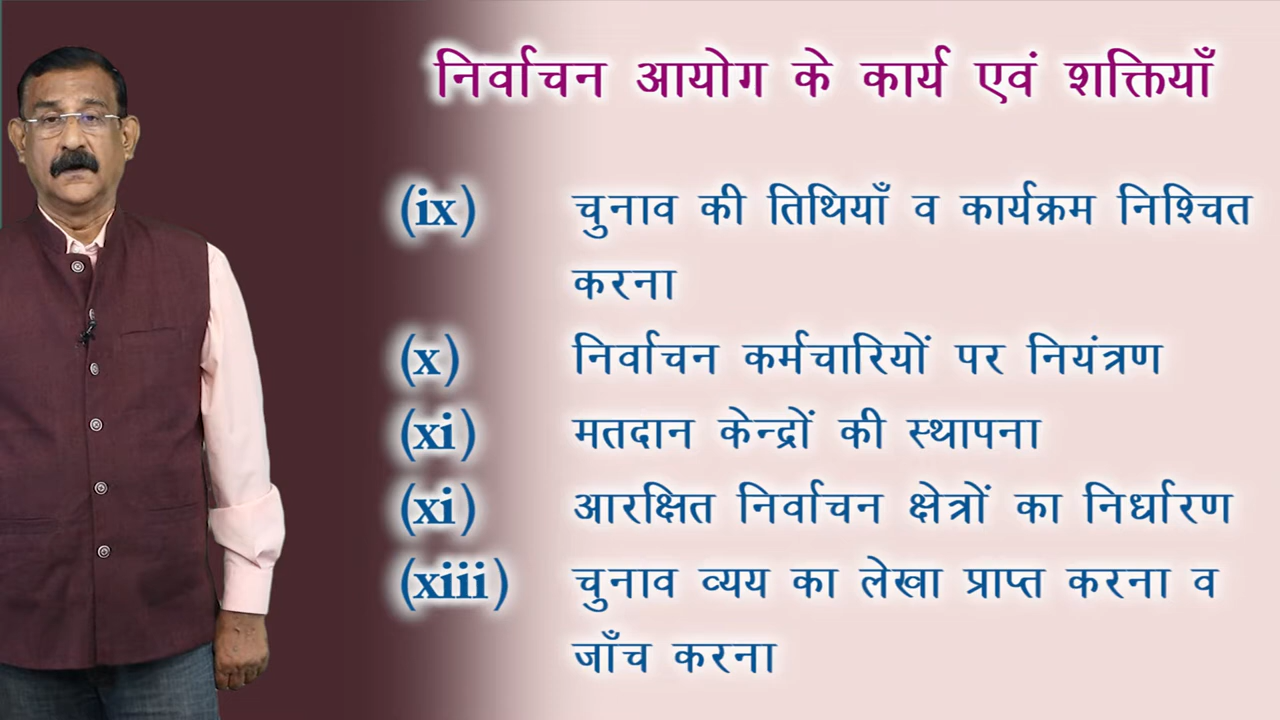 निर्वाचन आयोग के कार्य एवं शक्तियाँ
(ix) चुनाव की तिथियाँ व कार्यक्रम निश्चित
करना
(x) निर्वाचन कर्मचारियों पर नियंत्रण
(xi) मतदान केन्द्रों की स्थापना
(xi) आरक्षित निर्वाचन क्षेत्रों का निर्धारण
(xiii) चुनाव व्यय का लेखा प्राप्त करना व
जाँच करना